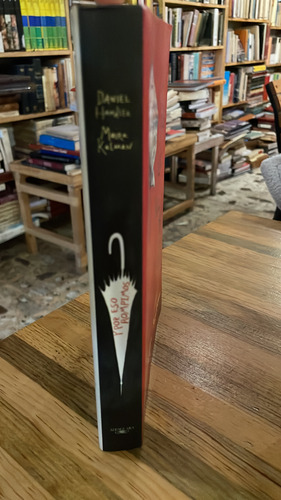 DANIEL
HANDLER
MAIRA
KALMAN
Y POR ESO
ROMPIMOS